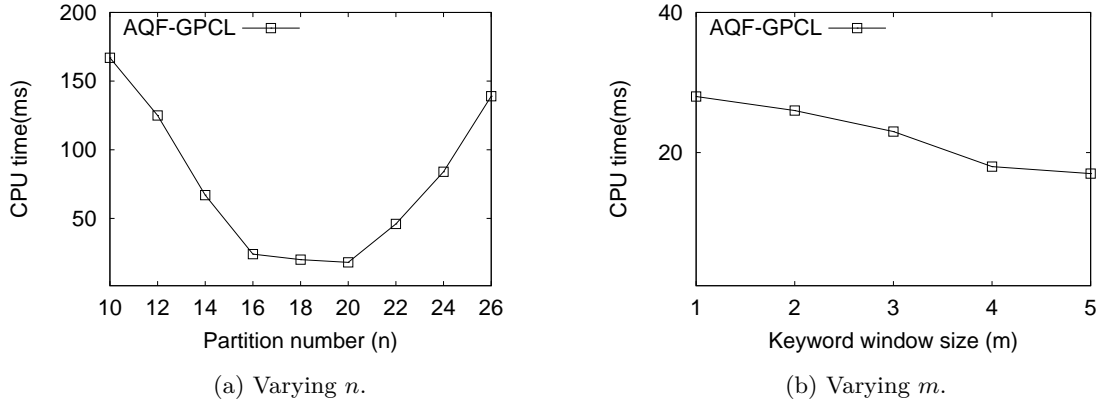 200
150
100
50
CPU time(ms)
AQF-GPCL
10 12 14 16 18 20 22 24 26
Partition number (n)
(a) Varying n.
40
20
CPU time(ms)
AQF-GPCL
1 2 3 4 5
Keyword window size (m)
(b) Varying m.